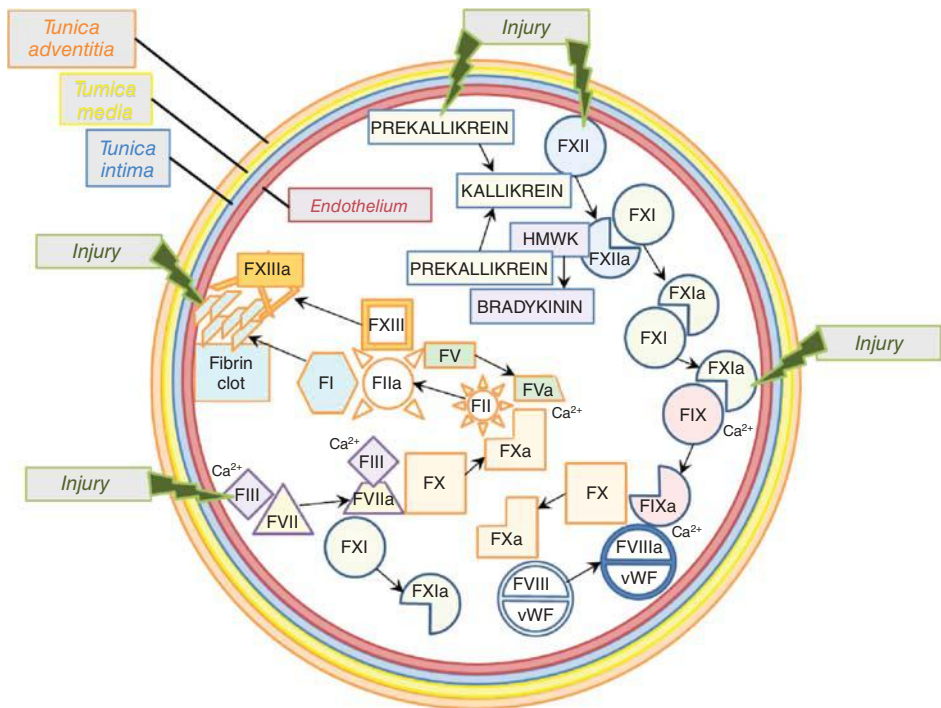 Tunica
adventitia
Tumica
media
Tunica
intima
Endothelium
Injury
PREKALLIKREIN
FXII
KALLIKREIN
FXI
HMWK
FXIIa
PREKALLIKREIN
BRADYKININ
FXIa
FXI
Injury
FXIa
FIX
Ca2+
FIXa
Ca2+
FX
FXa
FVIII
vWF
FVIIIa
vWF
Injury
FXIIIa
FXIII
Fibrin
clot
FI
FIIa
FV
FII
FVa
Ca2+
FXa
Injury
Ca2+
FIII
FVII
Ca2+
FIII
FVIIa
FX
FXI
FXIa